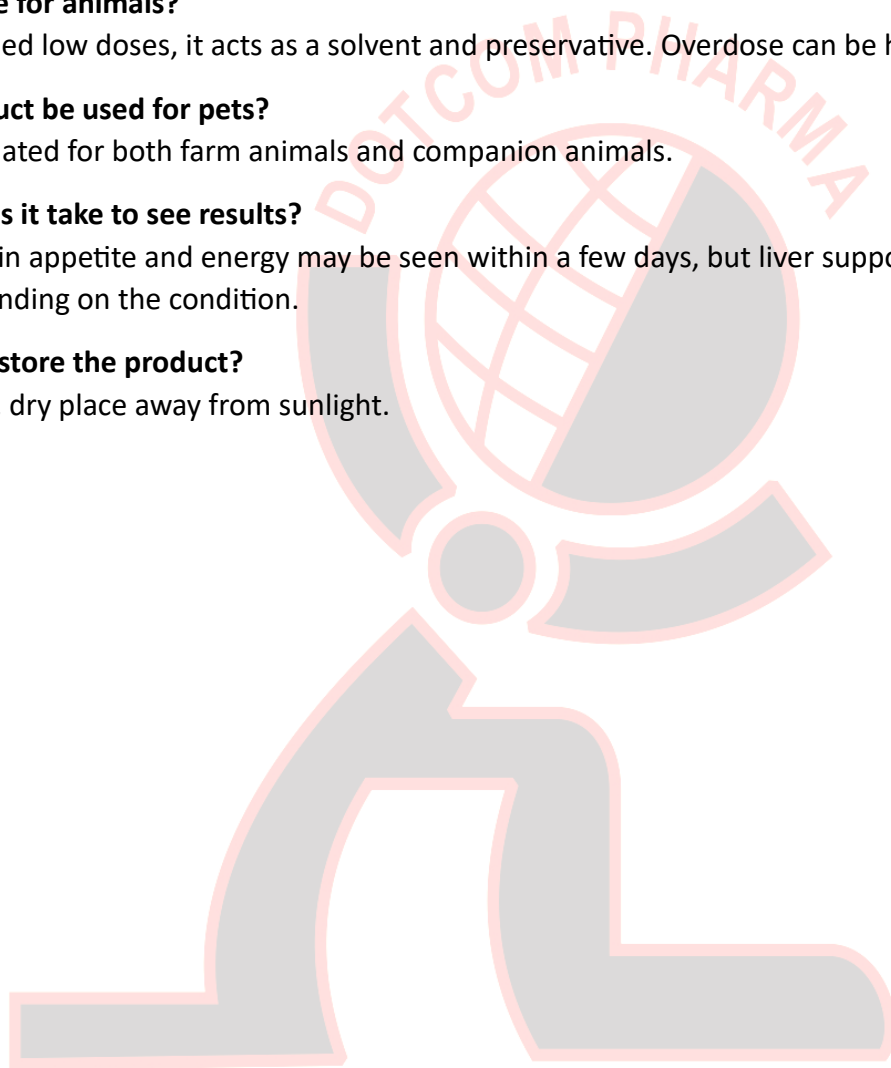 for animals?
ed low doses, it acts as a solvent and preservative. Overdose can be
be used for pets?
ated for both farm animals and companion animals.
it take to see results?
in appetite and energy may be seen within a few days, but liver
nding on the condition.
store the product?
dry place away from sunlight.
DOTCOM PHARMA